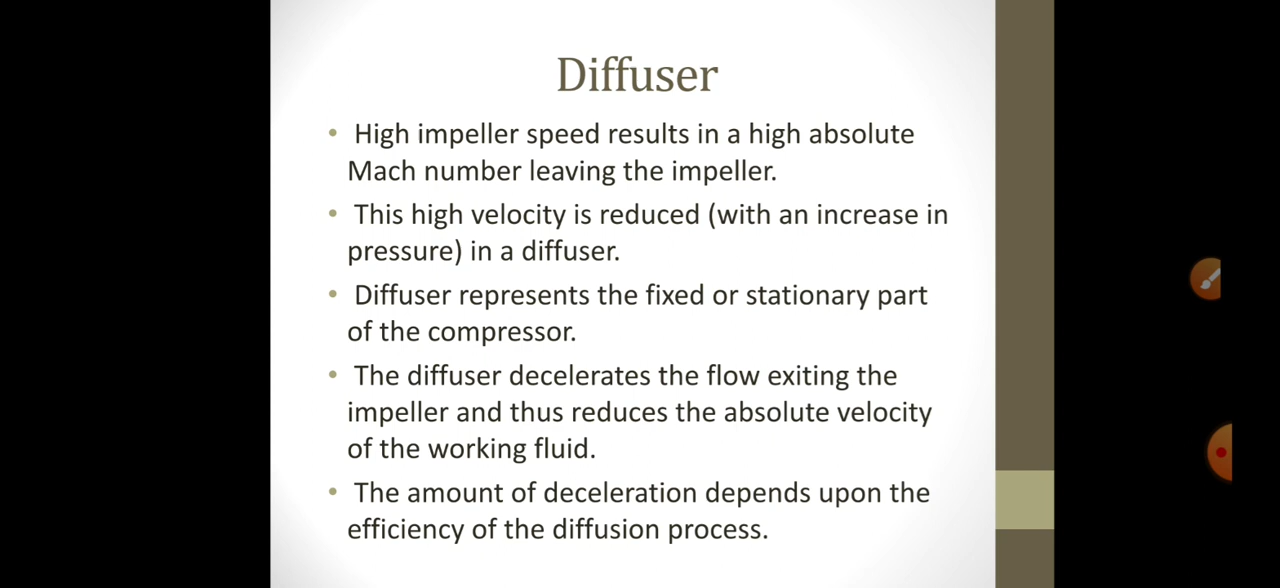 Diffuser
• High impeller speed results in a high absolute
Mach number leaving the impeller.
• This high velocity is reduced (with an increase in
pressure) in a diffuser.
• Diffuser represents the fixed or stationary part
of the compressor.
• The diffuser decelerates the flow exiting the
impeller and thus reduces the absolute velocity
of the working fluid.
• The amount of deceleration depends upon the
efficiency of the diffusion process.